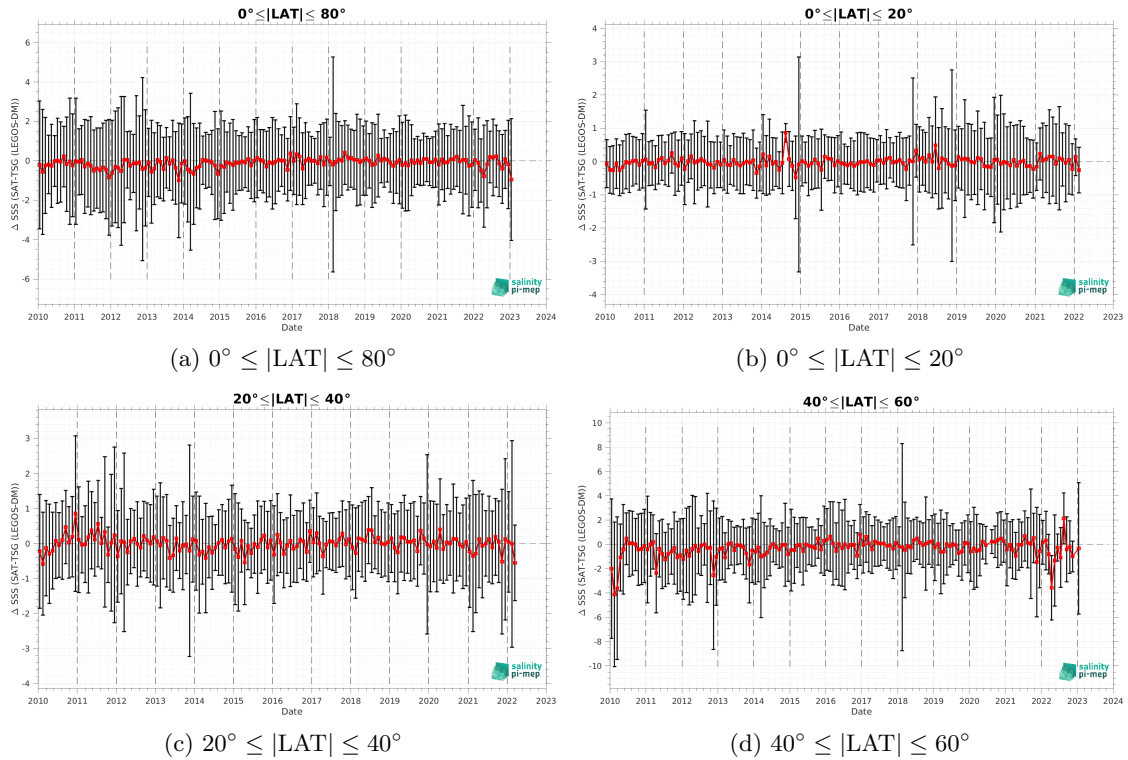 0°≤|LAT|≤ 80°
Δ SSS (SAT-TSG (LEGOS-DM))
6
4
2
0
-2
-4
-6
2010 2011 2012 2013 2014 2015 2016 2017 2018 2019 2020 2021 2022 2023 2024
Date
salinity
pi-mep
(a) 0° ≤ |LAT| ≤ 80°
0°≤|LAT|≤ 20°
Δ SSS (SAT-TSG (LEGOS-DM))
4
3
2
1
0
-1
-2
-3
-4
2010 2011 2012 2013 2014 2015 2016 2017 2018 2019 2020 2021 2022 2023
Date
salinity
pi-mep
(b) 0° ≤ |LAT| ≤ 20°
20°≤|LAT|≤ 40°
Δ SSS (SAT-TSG (LEGOS-DM))
3
2
1
0
-1
-2
-3
-4
2010 2011 2012 2013 2014 2015 2016 2017 2018 2019 2020 2021 2022 2023
Date
salinity
pi-mep
(c) 20° ≤ |LAT| ≤ 40°
40°≤|LAT|≤ 60°
Δ SSS (SAT-TSG (LEGOS-DM))
10
8
6
4
2
0
-2
-4
-6
-8
-10
2010 2011 2012 2013 2014 2015 2016 2017 2018 2019 2020 2021 2022 2023 2024
Date
salinity
pi-mep
(d) 40° ≤ |LAT| ≤ 60°